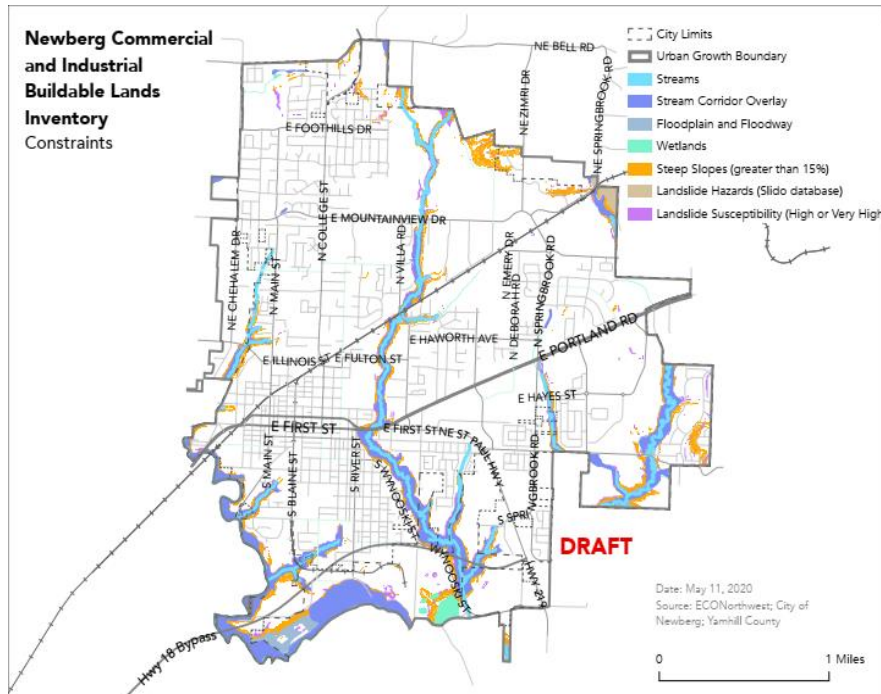 Newberg Commercial
and Industrial
Buildable Lands
Inventory
Constraints
City Limits
Urban Growth Boundary
Streams
Stream Corridor Overlay
Floodplain and Floodway
Wetlands
Steep Slopes (greater than 15%)
Landslide Hazards (Slido database)
Landslide Susceptibility (High or Very High
NE BELL RD
NE ZIMRI DR
NE SPRINGBROOK RD
E FOOTHILLS DR
N COLLEGE ST
E MOUNTAINVIEW DR
NE CHEHALEM DR
N MAIN ST
N VILLA RD
N EMERY DR
N DEBORAH RD
N SPRINGBROOK RD
E PORTLAND RD
E HAWORTH AVE
E ILLINOIS ST
E FULTON ST
E HAYES ST
E FIRST ST
E FIRST ST
NE ST PAUL HWY
S MAIN ST
S BLAINE ST
S RIVER ST
S WYNOOSKI ST
NGBROOK RD
S SPRI
WYNOOSKI ST
HWY 219
Hwy 18 Bypass
DRAFT
Date: May 11, 2020
Source: ECONorthwest; City of
Newberg; Yamhill County
0 1 Miles